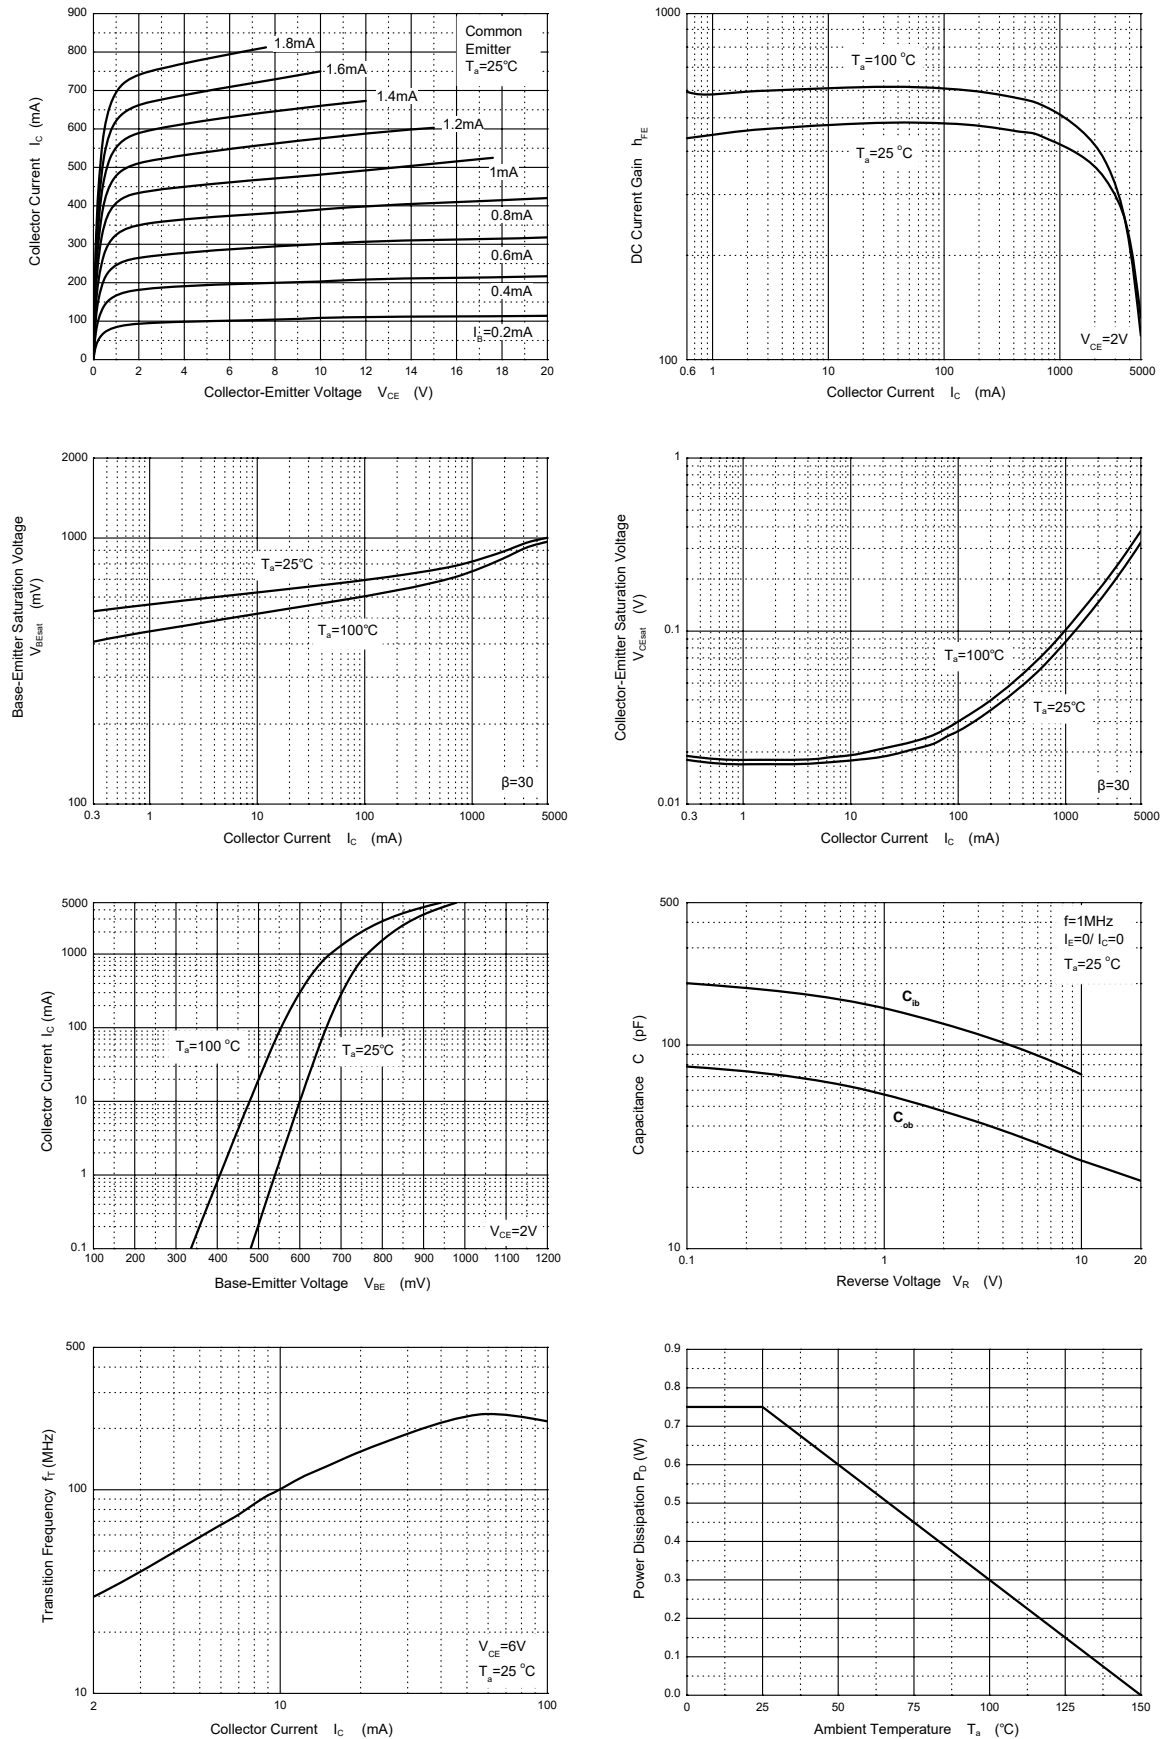 Collector Current I_C (mA)
900
800
700
600
500
400
300
200
100
0
Common
Emitter
T_a=25℃
1.8mA
1.6mA
1.4mA
1.2mA
1mA
0.8mA
0.6mA
0.4mA
I_B=0.2mA
0 2 4 6 8 10 12 14 16 18 20
Collector-Emitter Voltage V_CE (V)
DC Current Gain h_FE
1000
100
T_a=100 °C
T_a=25 °C
V_CE=2V
0.6 1 10 100 1000 5000
Collector Current I_C (mA)
Base-Emitter Saturation Voltage
V_BEsat (mV)
2000
1000
100
T_a=25℃
T_a=100℃
β=30
0.3 1 10 100 1000 5000
Collector Current I_C (mA)
Collector-Emitter Saturation Voltage
V_CEsat (V)
1
0.1
0.01
T_a=100℃
T_a=25℃
β=30
0.3 1 10 100 1000 5000
Collector Current I_C (mA)
Collector Current I_C (mA)
5000
1000
100
10
1
0.1
T_a=100 °C
T_a=25℃
V_CE=2V
100 200 300 400 500 600 700 800 900 1000 1100 1200
Base-Emitter Voltage V_BE (mV)
Capacitance C (pF)
500
100
10
f=1MHz
I_E=0/ I_C=0
T_a=25 °C
C_ib
C_ob
0.1 1 10 20
Reverse Voltage V_R (V)
Transition Frequency f_T (MHz)
500
100
10
V_CE=6V
T_a=25 °C
2 10 100
Collector Current I_C (mA)
Power Dissipation P_D (W)
0.9
0.8
0.7
0.6
0.5
0.4
0.3
0.2
0.1
0.0
0 25 50 75 100 125 150
Ambient Temperature T_a (℃)